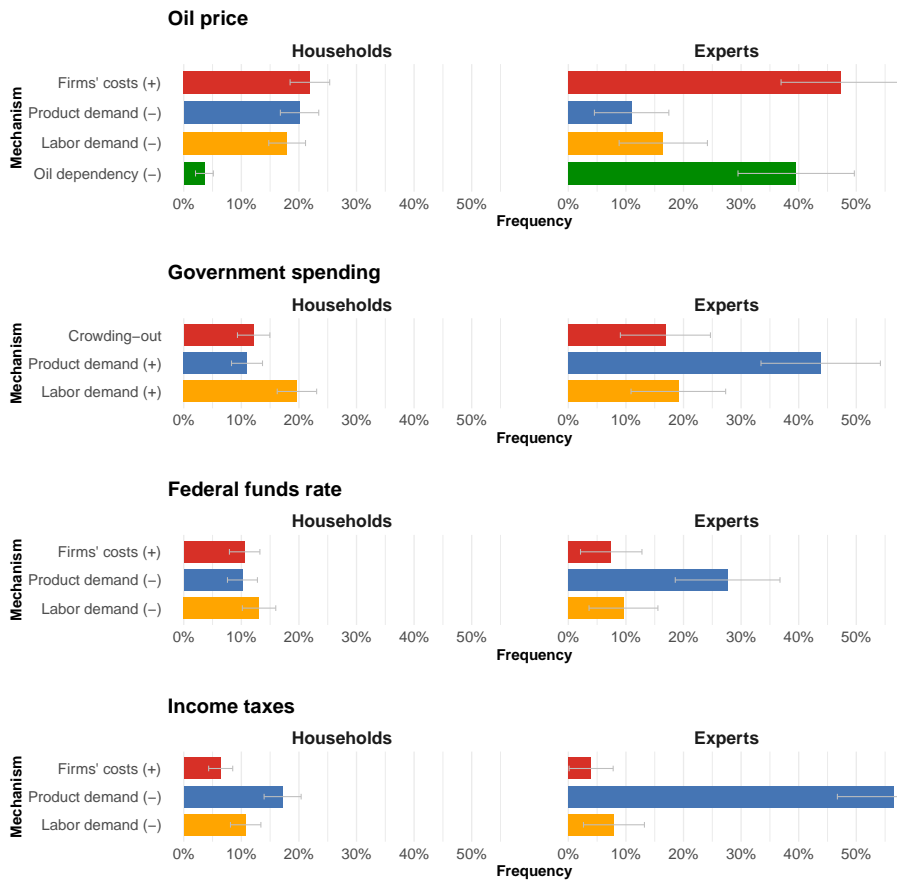 Oil price
Households Experts
Mechanism
Firms' costs (+)
Product demand (−)
Labor demand (−)
Oil dependency (−)
0% 10% 20% 30% 40% 50% 0% 10% 20% 30% 40% 50%
Frequency
Government spending
Households Experts
Mechanism
Crowding−out
Product demand (+)
Labor demand (+)
0% 10% 20% 30% 40% 50% 0% 10% 20% 30% 40% 50%
Frequency
Federal funds rate
Households Experts
Mechanism
Firms' costs (+)
Product demand (−)
Labor demand (−)
0% 10% 20% 30% 40% 50% 0% 10% 20% 30% 40% 50%
Frequency
Income taxes
Households Experts
Mechanism
Firms' costs (+)
Product demand (−)
Labor demand (−)
0% 10% 20% 30% 40% 50% 0% 10% 20% 30% 40% 50%
Frequency